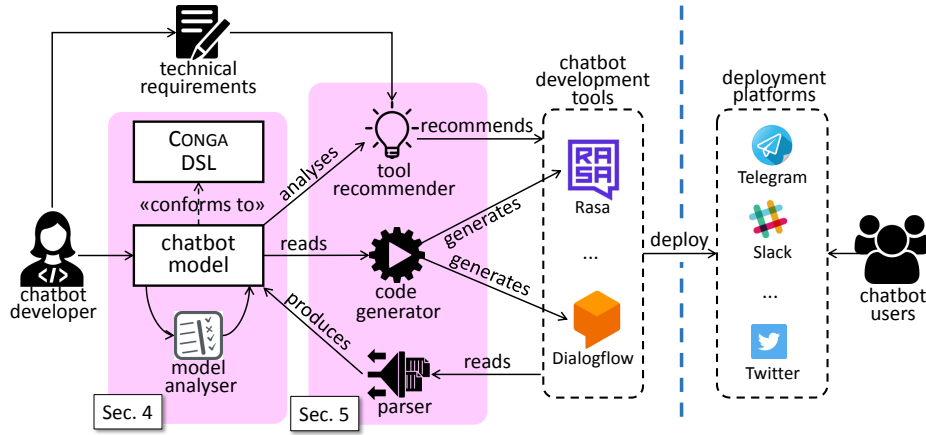 technical
requirements
chatbot
development
tools
deployment
platforms
CONGA
DSL
analyses
tool
recommender
recommends
RASA
Rasa
Telegram
«conforms to»
chatbot
model
reads
code
generator
generates
generates
...
deploy
Slack
...
chatbot
developer
chatbot
users
produces
model
analyser
Dialogflow
Twitter
reads
parser
Sec. 4
Sec. 5